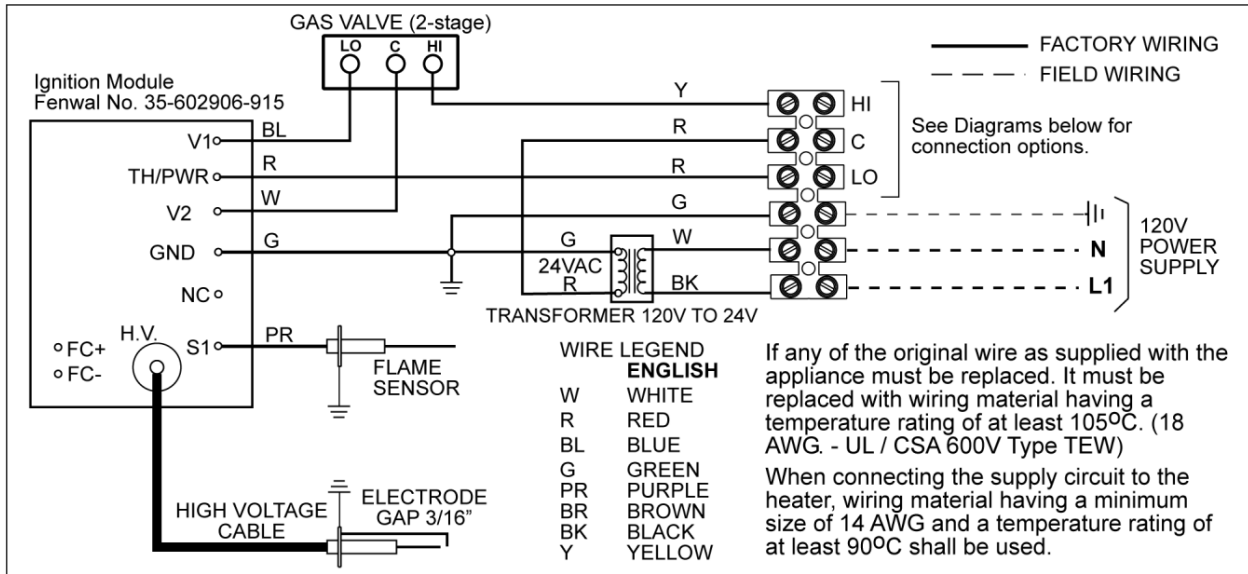 GAS VALVE (2-stage)
LO C HI
Ignition Module
Fenwal No. 35-602906-915
V1 BL
TH/PWR R
V2 W
GND G
NC
H.V.
FC+
FC-
S1 PR
FLAME
SENSOR
HIGH VOLTAGE
CABLE
ELECTRODE
GAP 3/16"
Y
R
R
G
G
24VAC
R
W
BK
TRANSFORMER 120V TO 24V
HI
C
LO
See Diagrams below for
connection options.
FACTORY WIRING
FIELD WIRING
N
L1
120V
POWER
SUPPLY
WIRE LEGEND
ENGLISH
W WHITE
R RED
BL BLUE
G GREEN
PR PURPLE
BR BROWN
BK BLACK
Y YELLOW
If any of the original wire as supplied with the
appliance must be replaced. It must be
replaced with wiring material having a
temperature rating of at least 105ºC. (18
AWG. - UL / CSA 600V Type TEW)
When connecting the supply circuit to the
heater, wiring material having a minimum
size of 14 AWG and a temperature rating of
at least 90ºC shall be used.